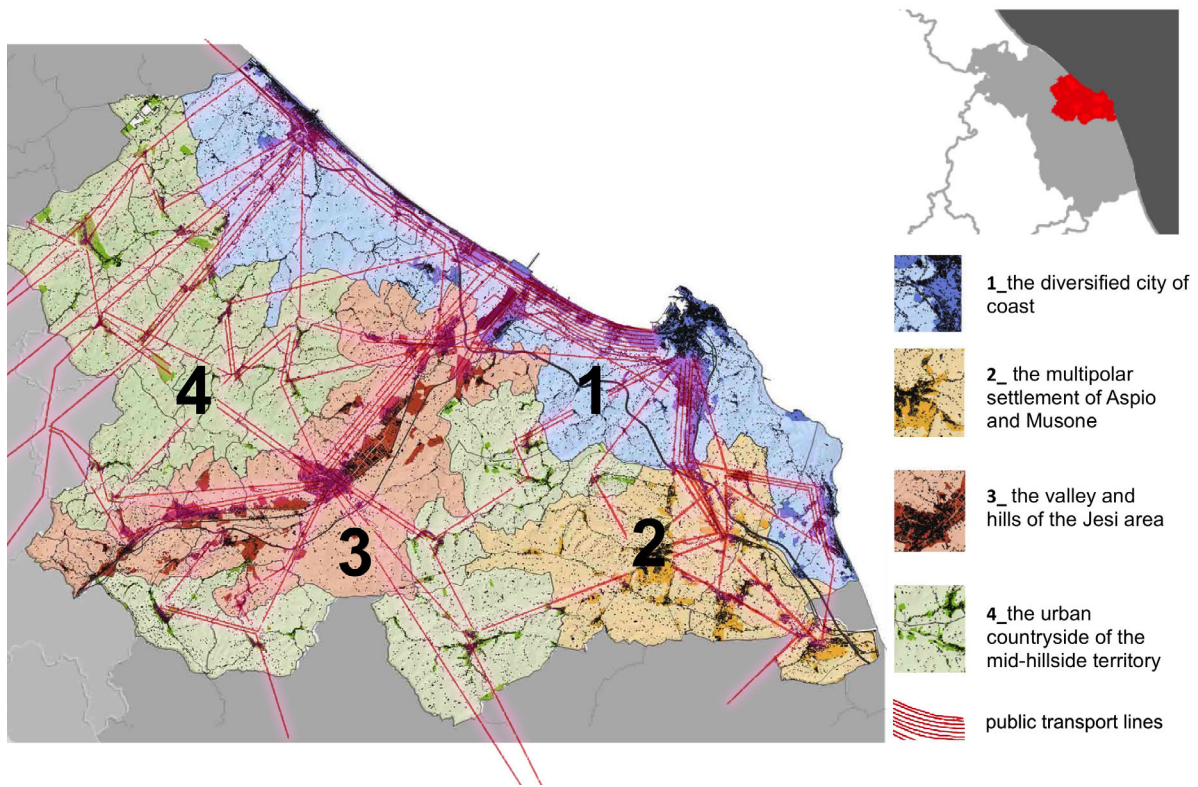 1
2
3
4
1_the diversified city of
coast
2_ the multipolar
settlement of Aspio
and Musone
3_ the valley and
hills of the Jesi area
4_the urban
countryside of the
mid-hillside territory
public transport lines